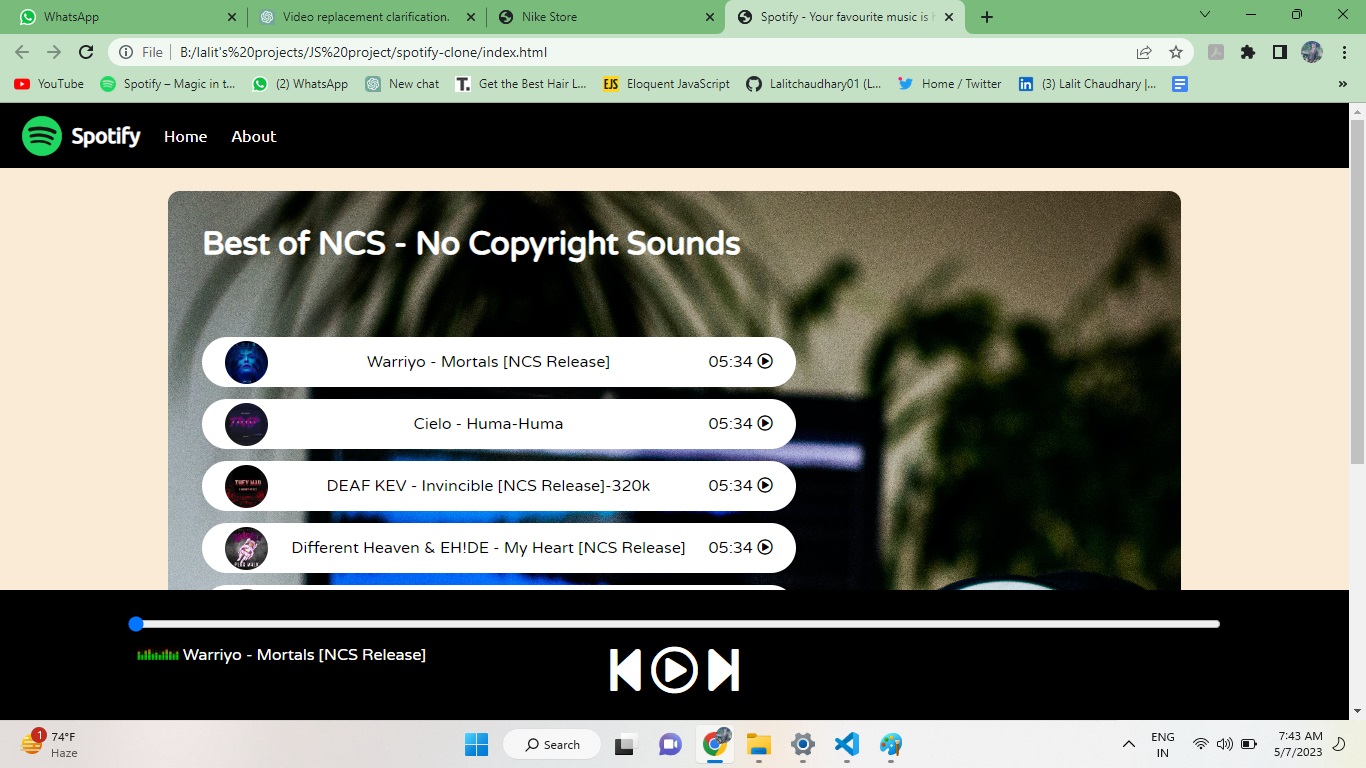 WhatsApp
Video replacement clarification.
Nike Store
Spotify - Your favourite music is
File
B:/lalit's%20projects/JS%20project/spotify-clone/index.html
YouTube
Spotify – Magic in t...
(2) WhatsApp
New chat
T.
Get the Best Hair L...
EJS
Eloquent JavaScript
Lalitchaudhary01 (L...
Home / Twitter
in
(3) Lalit Chaudhary |...
»
Spotify
Home
About
Best of NCS - No Copyright Sounds
Warriyo - Mortals [NCS Release]
05:34
Cielo - Huma-Huma
05:34
DEAF KEV - Invincible [NCS Release]-320k
05:34
Different Heaven & EH!DE - My Heart [NCS Release]
05:34
Warriyo - Mortals [NCS Release]
1
74°F
Haze
Search
ENG
IN
7:43 AM
5/7/2023